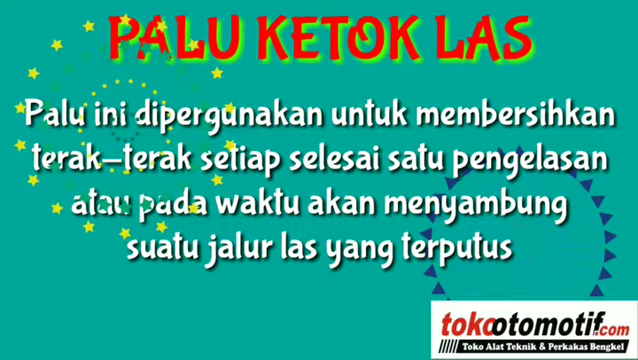 PALU KETOK LAS
Palu ini dipergunakan untuk membersihkan
terak-terak setiap selesai satu pengelasan
atau pada waktu akan menyambung
suatu jalur las yang terputus
tokootomotif.com
Toko Alat Teknik & Perkakas Bengkel